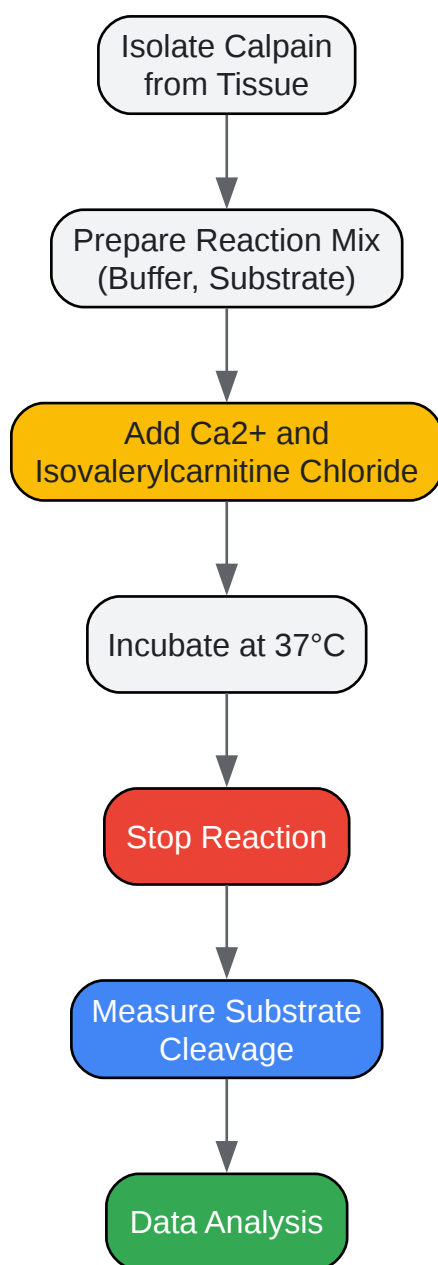 Isolate Calpain
from Tissue
Prepare Reaction Mix
(Buffer, Substrate)
Add Ca2+ and
Isovalerylcarnitine Chloride
Incubate at 37°C
Stop Reaction
Measure Substrate
Cleavage
Data Analysis